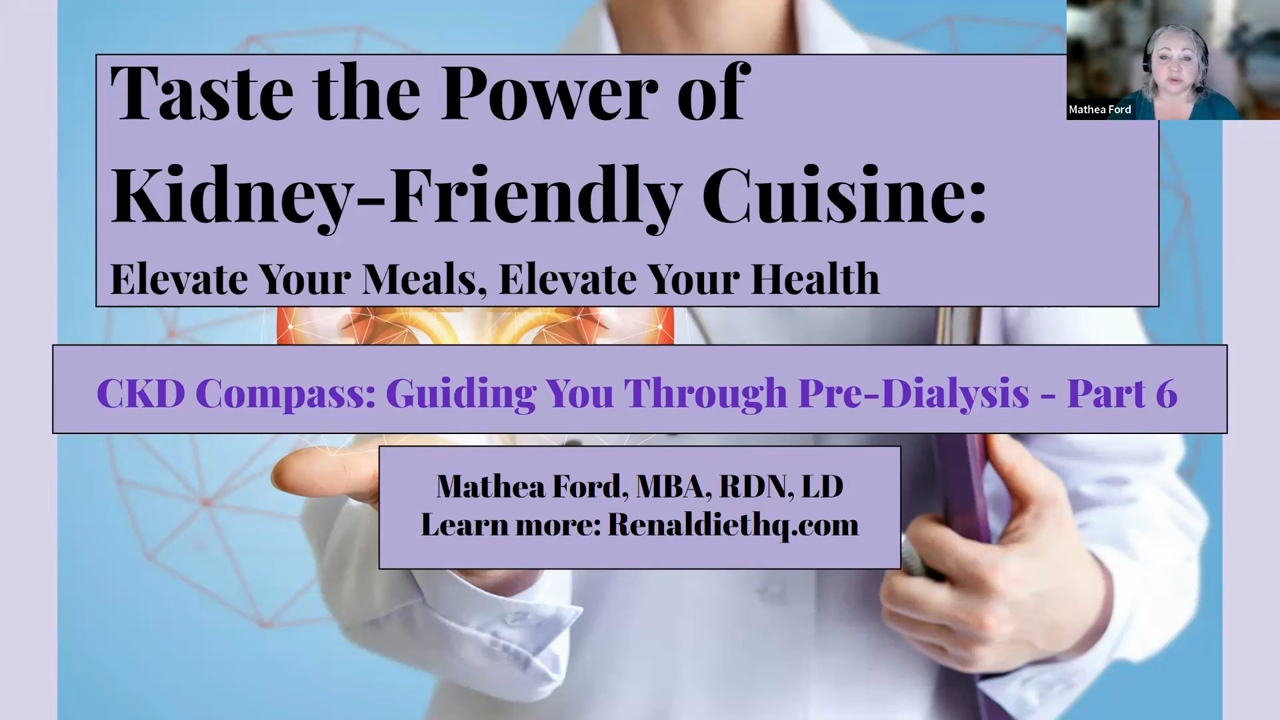 Taste the Power of
Kidney-Friendly Cuisine:
Elevate Your Meals, Elevate Your Health
Mathea Ford
CKD Compass: Guiding You Through Pre-Dialysis - Part 6
Mathea Ford, MBA, RDN, LD
Learn more: Renaldiethq.com